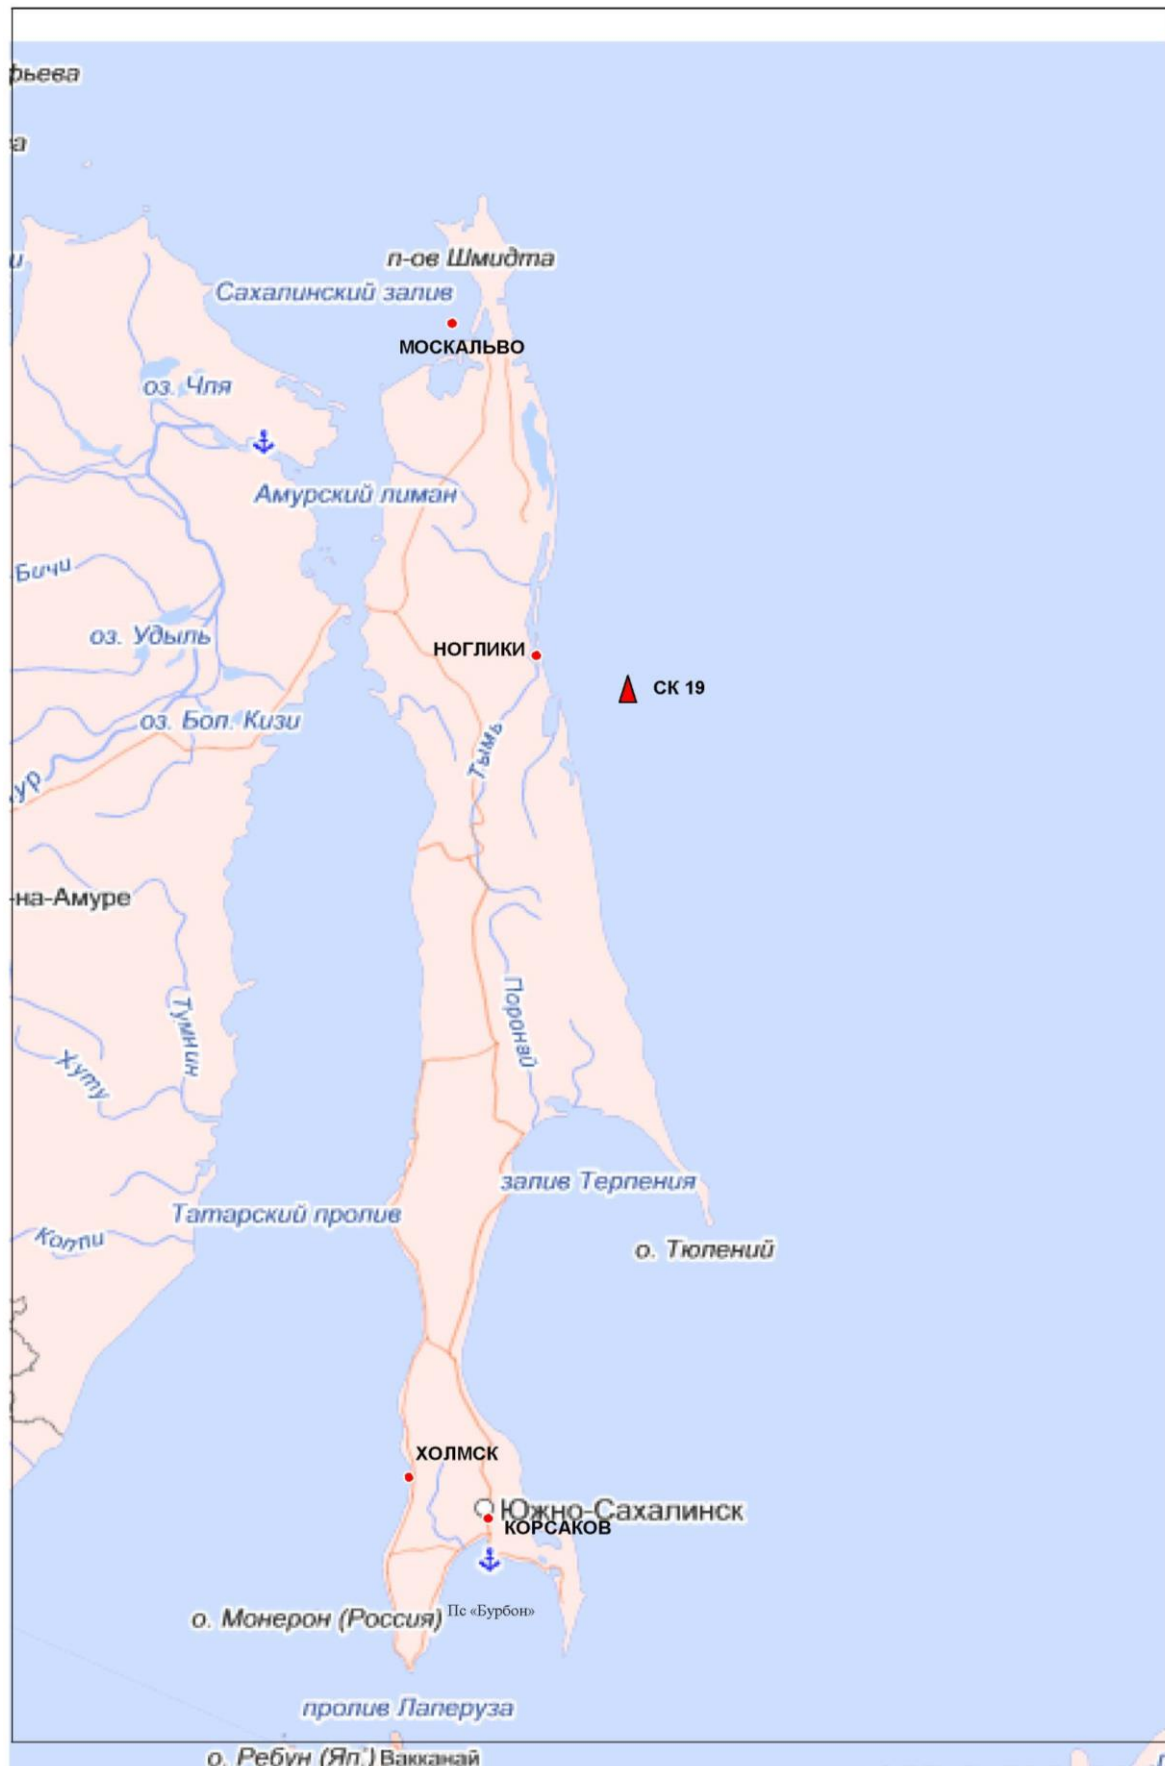 рьева
а
п-ов Шмидта
и
Сахалинский залив
МОСКАЛЬВО
оз. Чля
Амурский лиман
Бичи
оз. Удыль
НОГЛИКИ
СК 19
оз. Бол. Кизи
Тымь
ур
-на-Амуре
Поронай
Тумнин
Хуту
запив Терпения
Татарский пролив
Коппи
о. Тюлений
ХОЛМСК
Южно-Сахалинск
КОРСАКОВ
Пс «Бурбон»
о. Монерон (Россия)
пролив Лаперуза
о. Ребун (Яп.) Вакканай